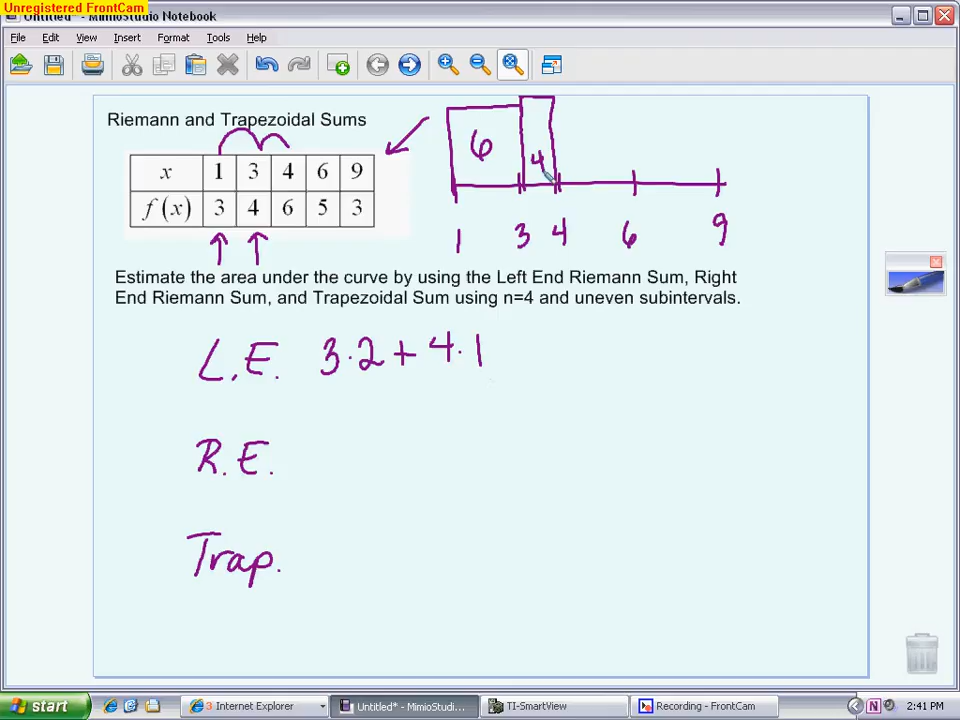 Unregistered FrontCam
Untitled* - MimioStudio Notebook
File Edit View Insert Format Tools Help
Riemann and Trapezoidal Sums
x 1 3 4 6 9
f(x) 3 4 6 5 3
6 4
1 3 4 6 9
Estimate the area under the curve by using the Left End Riemann Sum, Right
End Riemann Sum, and Trapezoidal Sum using n=4 and uneven subintervals.
L.E. 3·2+4·1
R.E.
Trap.
start 3 Internet Explorer Untitled* - MimioStudi... TI-SmartView Recording - FrontCam 2:41 PM